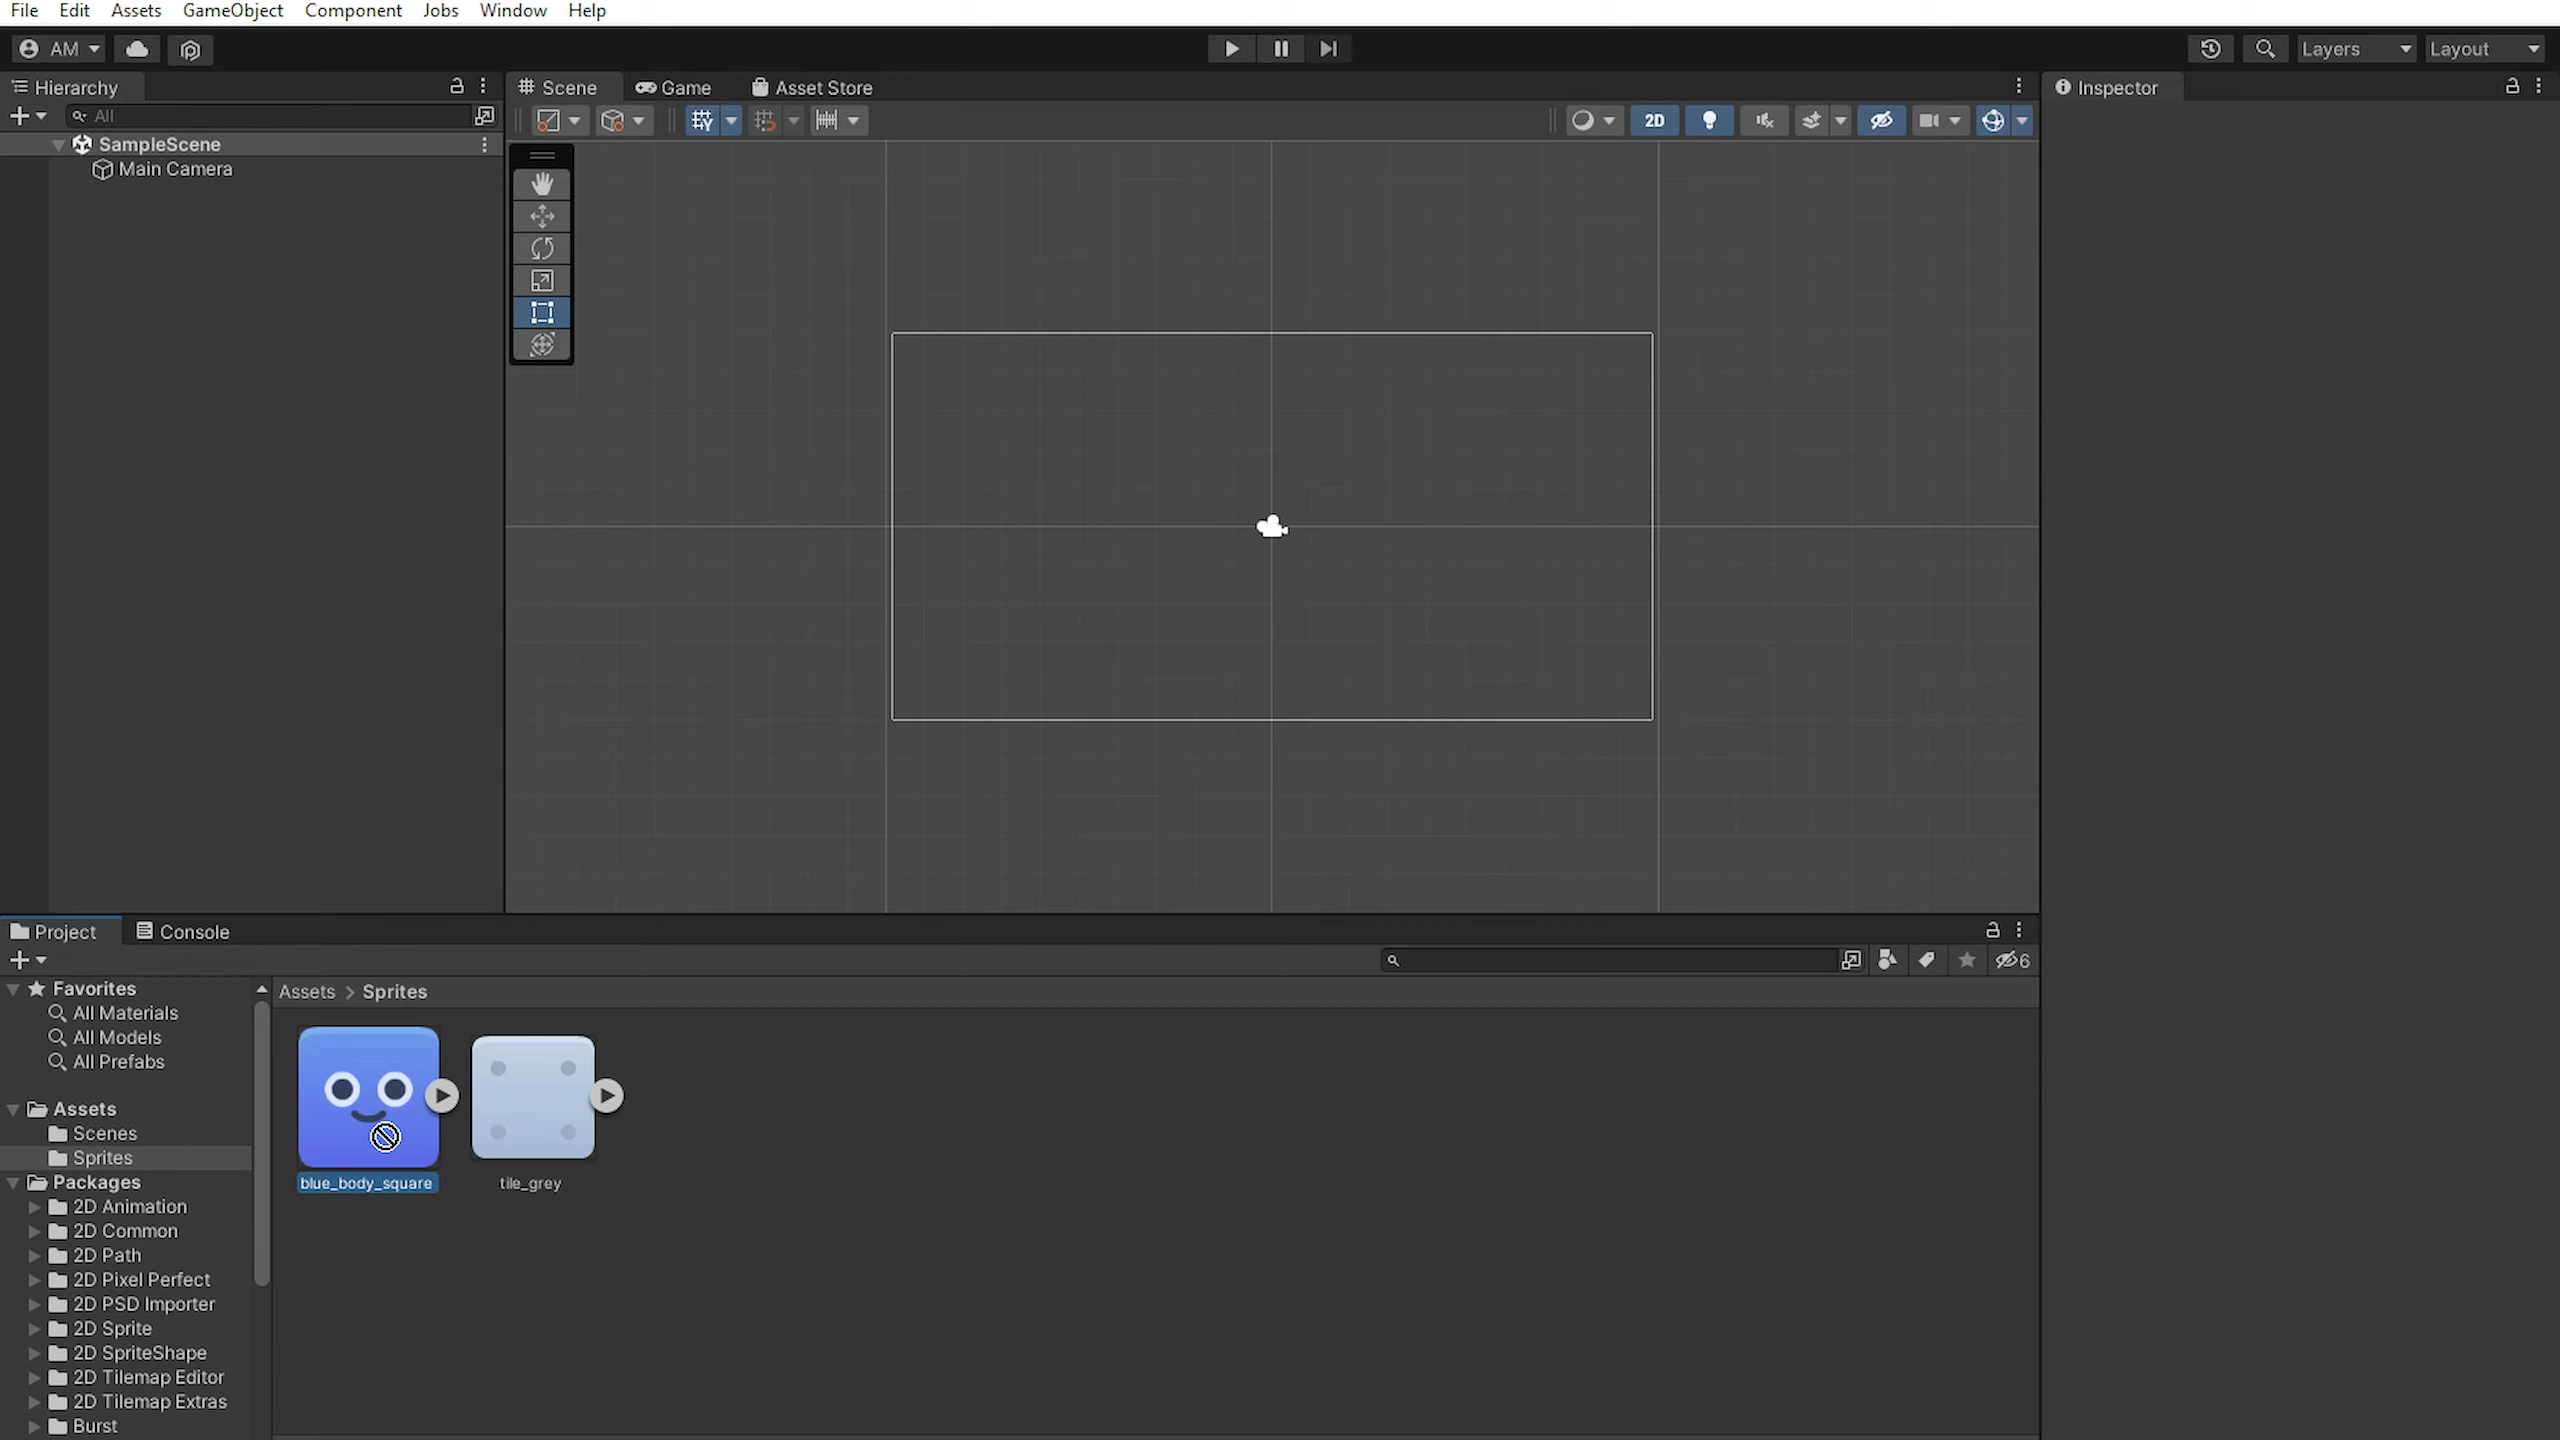 File Edit Assets GameObject Component Jobs Window Help
AM
Layers Layout
Hierarchy
All
SampleScene
Main Camera
Scene Game Asset Store
2D
Inspector
Project Console
6
Favorites
All Materials
All Models
All Prefabs
Assets
Scenes
Sprites
Packages
2D Animation
2D Common
2D Path
2D Pixel Perfect
2D PSD Importer
2D Sprite
2D SpriteShape
2D Tilemap Editor
2D Tilemap Extras
Burst
Assets > Sprites
blue_body_square
tile_grey